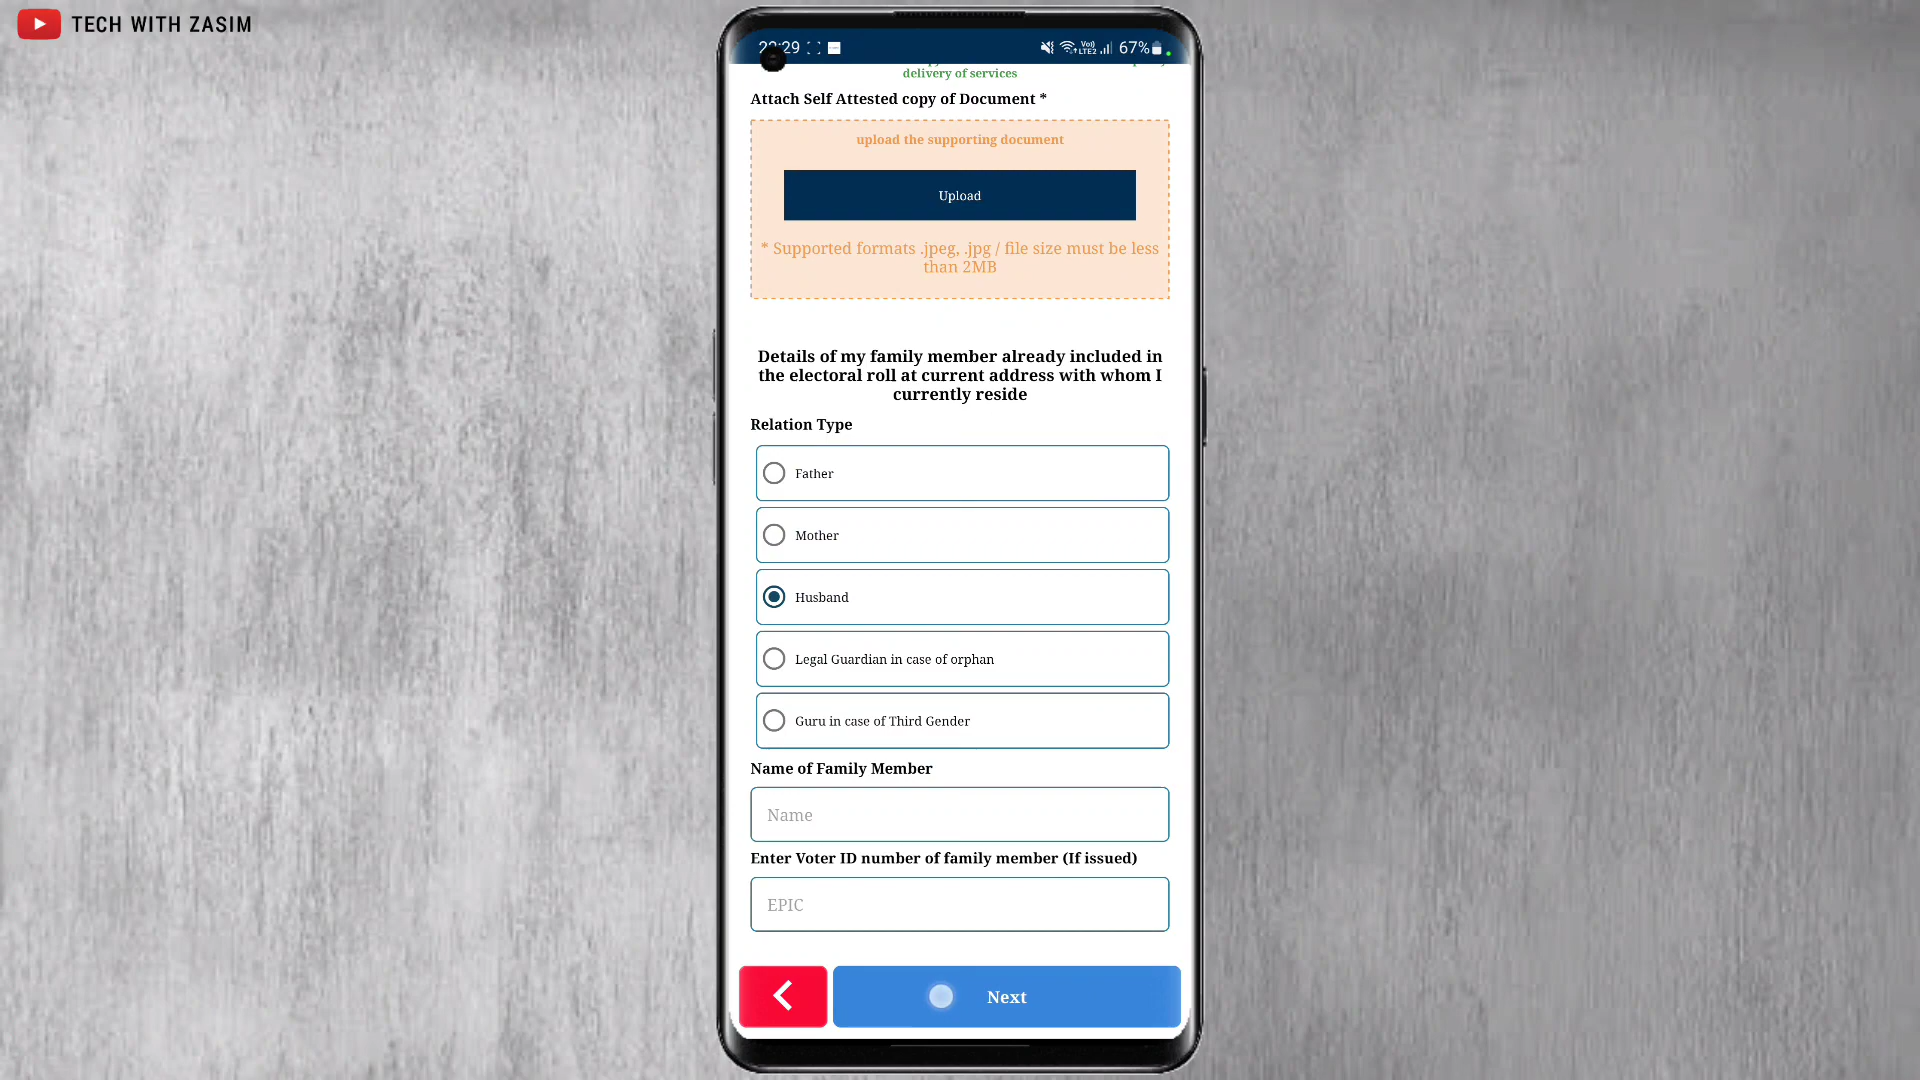 TECH WITH ZASIM
22:29
Vo)) LTE2 67%
delivery of services
Attach Self Attested copy of Document *
upload the supporting document
Upload
* Supported formats .jpeg, .jpg / file size must be less
than 2MB
Details of my family member already included in
the electoral roll at current address with whom I
currently reside
Relation Type
Father
Mother
Husband
Legal Guardian in case of orphan
Guru in case of Third Gender
Name of Family Member
Name
Enter Voter ID number of family member (If issued)
EPIC
Next